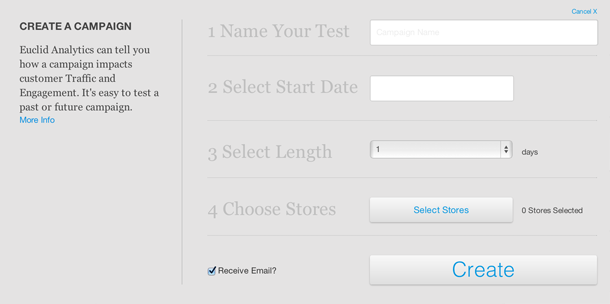 Cancel X
CREATE A CAMPAIGN
Euclid Analytics can tell you
how a campaign impacts
customer Traffic and
Engagement. It's easy to test a
past or future campaign.
More Info
1 Name Your Test
Campaign Name
2 Select Start Date
3 Select Length
1
days
4 Choose Stores
Select Stores
0 Stores Selected
Receive Email?
Create